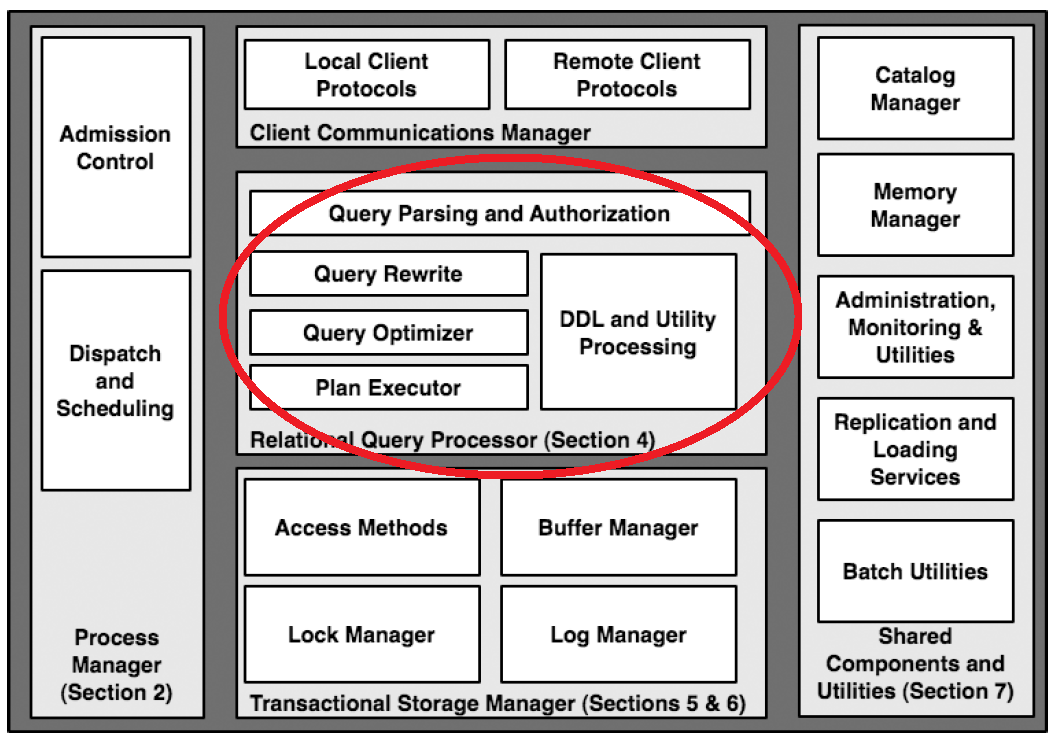 Admission
Control
Dispatch
and
Scheduling
Process
Manager
(Section 2)
Local Client
Protocols
Remote Client
Protocols
Client Communications Manager
Query Parsing and Authorization
Query Rewrite
Query Optimizer
Plan Executor
DDL and Utility
Processing
Relational Query Processor (Section 4)
Access Methods
Buffer Manager
Lock Manager
Log Manager
Transactional Storage Manager (Sections 5 & 6)
Catalog
Manager
Memory
Manager
Administration,
Monitoring &
Utilities
Replication and
Loading
Services
Batch Utilities
Shared
Components and
Utilities (Section 7)